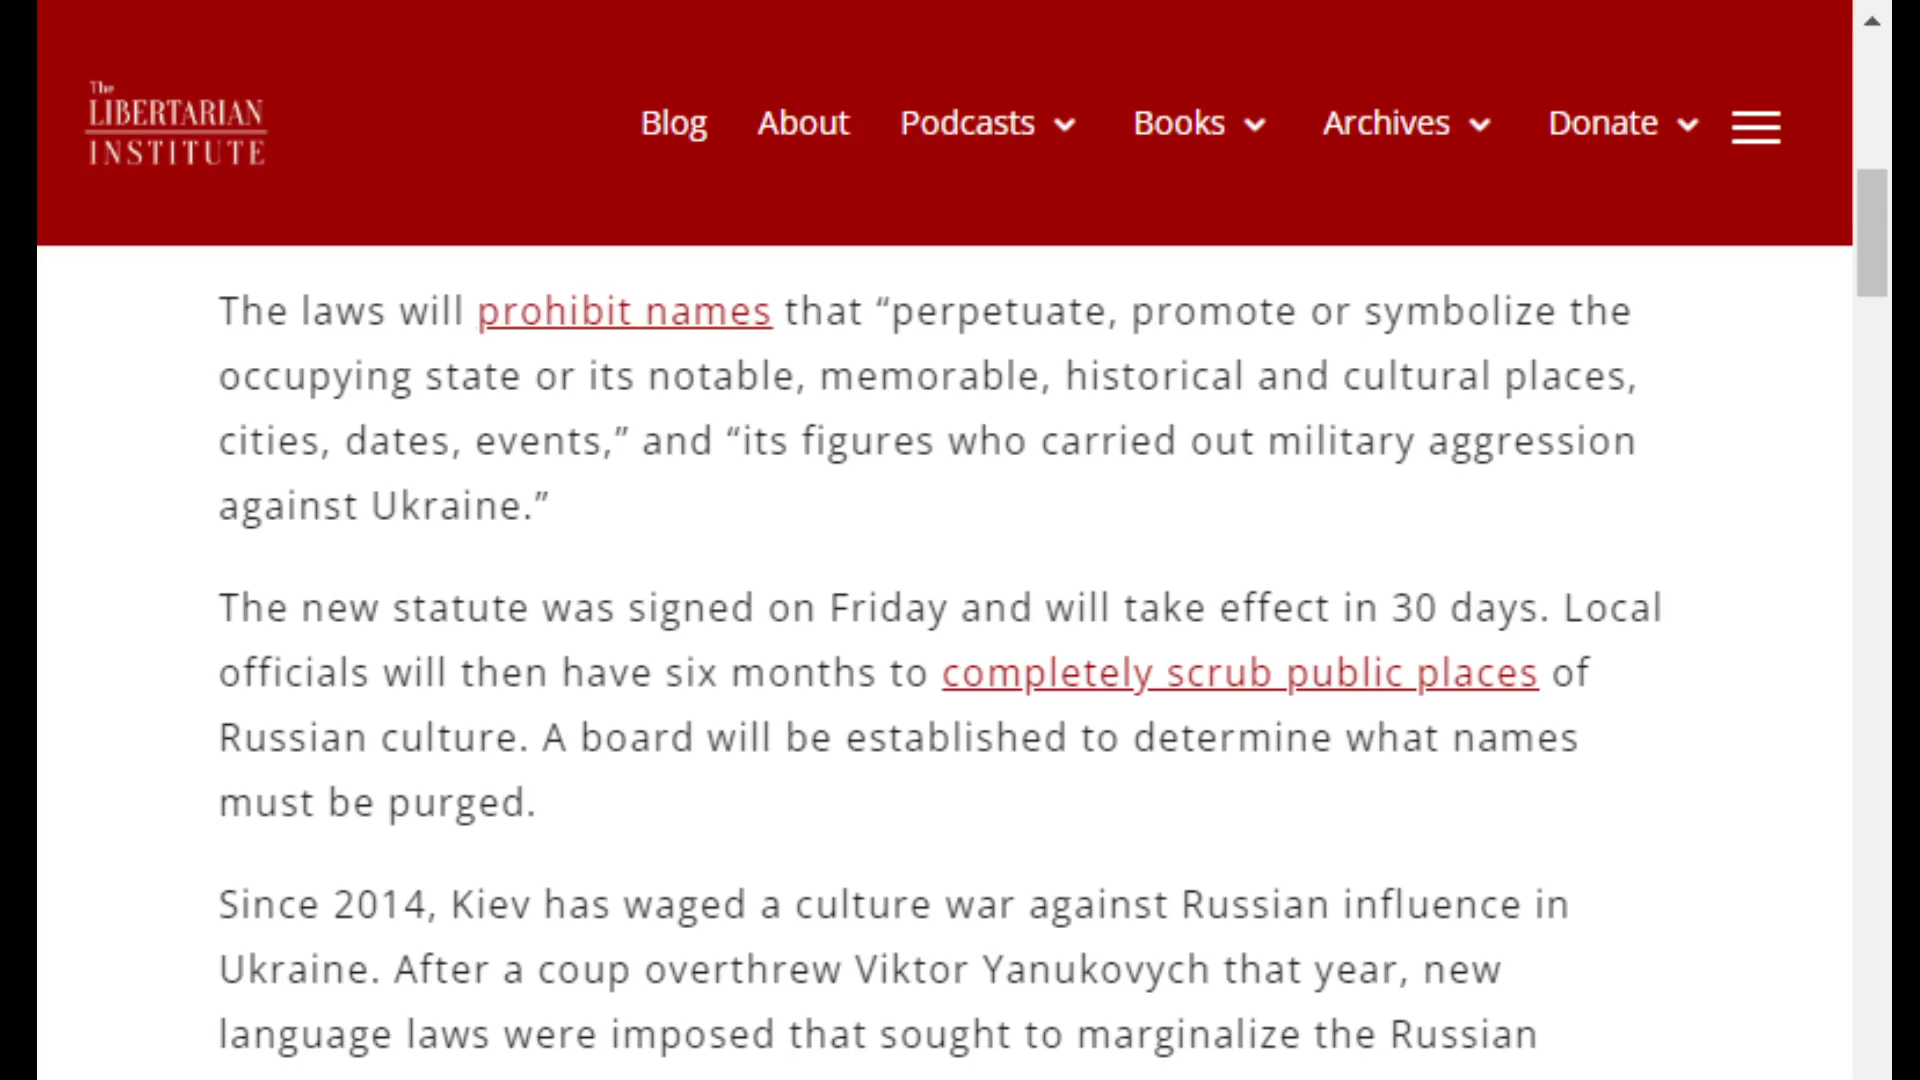 The
LIBERTARIAN
INSTITUTE
Blog About Podcasts Books Archives Donate
The laws will prohibit names that “perpetuate, promote or symbolize the
occupying state or its notable, memorable, historical and cultural places,
cities, dates, events,” and “its figures who carried out military aggression
against Ukraine.”
The new statute was signed on Friday and will take effect in 30 days. Local
officials will then have six months to completely scrub public places of
Russian culture. A board will be established to determine what names
must be purged.
Since 2014, Kiev has waged a culture war against Russian influence in
Ukraine. After a coup overthrew Viktor Yanukovych that year, new
language laws were imposed that sought to marginalize the Russian